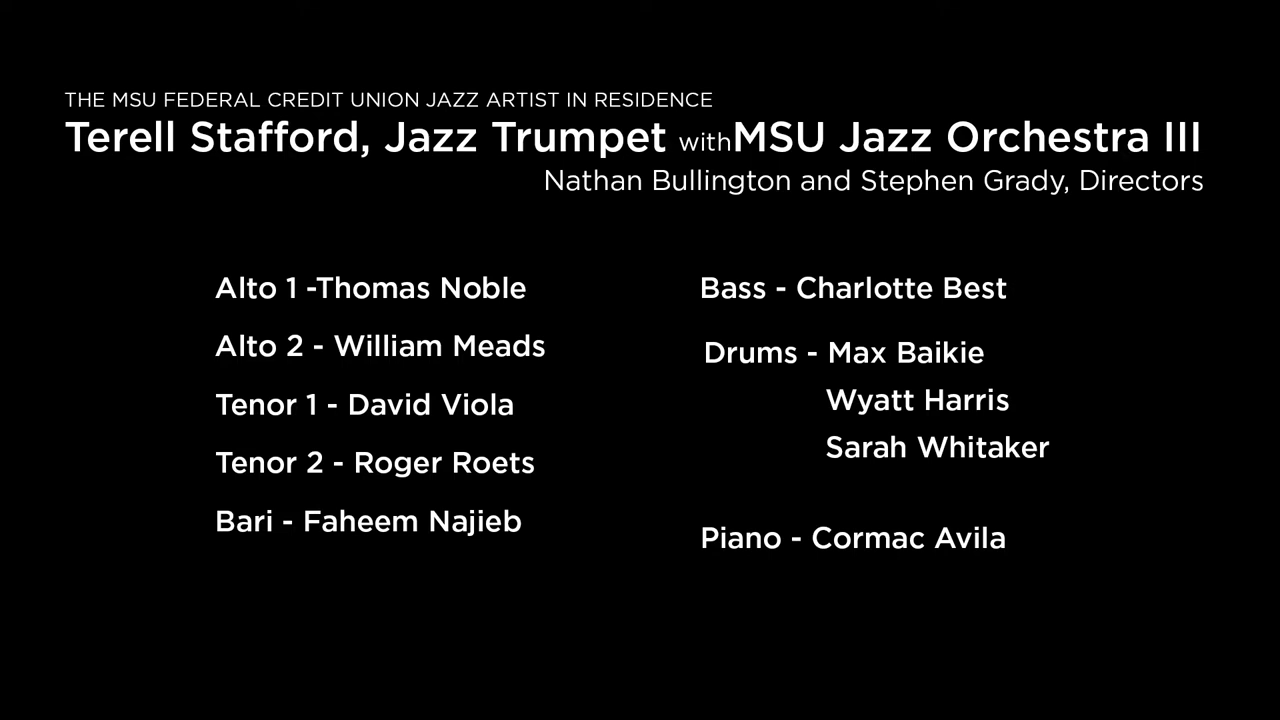 THE MSU FEDERAL CREDIT UNION JAZZ ARTIST IN RESIDENCE
Terell Stafford, Jazz Trumpet withMSU Jazz Orchestra III
Nathan Bullington and Stephen Grady, Directors
Alto 1 -Thomas Noble
Alto 2 - William Meads
Tenor 1 - David Viola
Tenor 2 - Roger Roets
Bari - Faheem Najieb
Bass - Charlotte Best
Drums - Max Baikie
Wyatt Harris
Sarah Whitaker
Piano - Cormac Avila